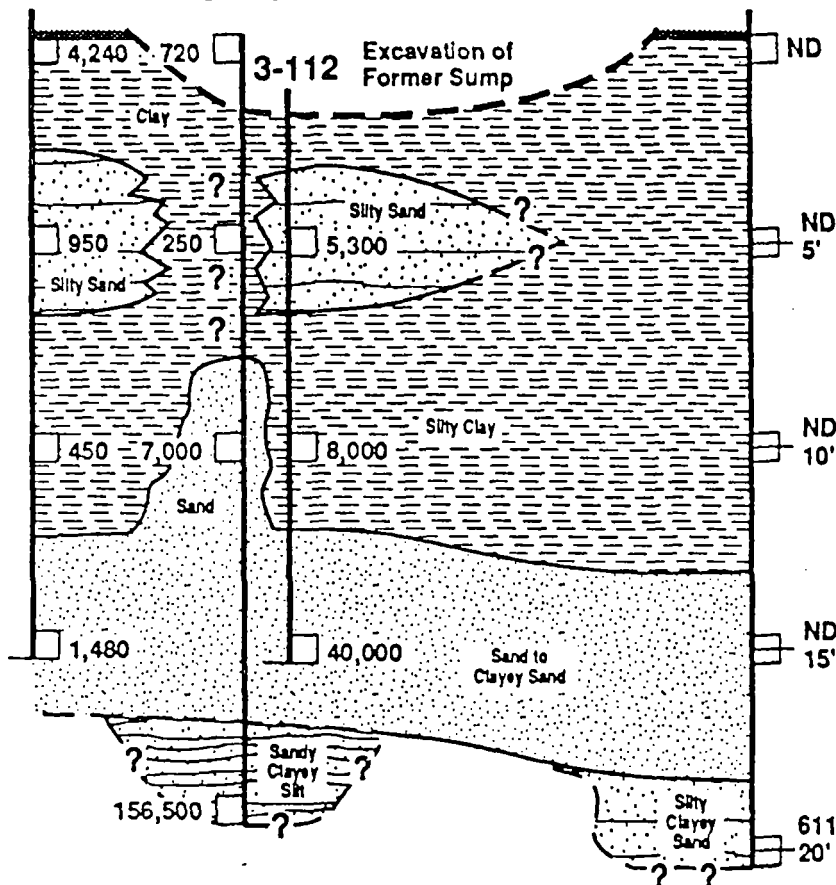 4,240
720
3-112
Excavation of
Former Sump
ND
Clay
?
Silty Sand
?
950
250
5,300
?
ND
5'
Silty Sand
?
?
Silty Clay
450
7,000
8,000
ND
10'
Sand
1,480
40,000
Sand to
Clayey Sand
ND
15'
?
Sandy
Clayey
Silt
?
156,500
?
Silty
Clayey
Sand
611
20'
? ?